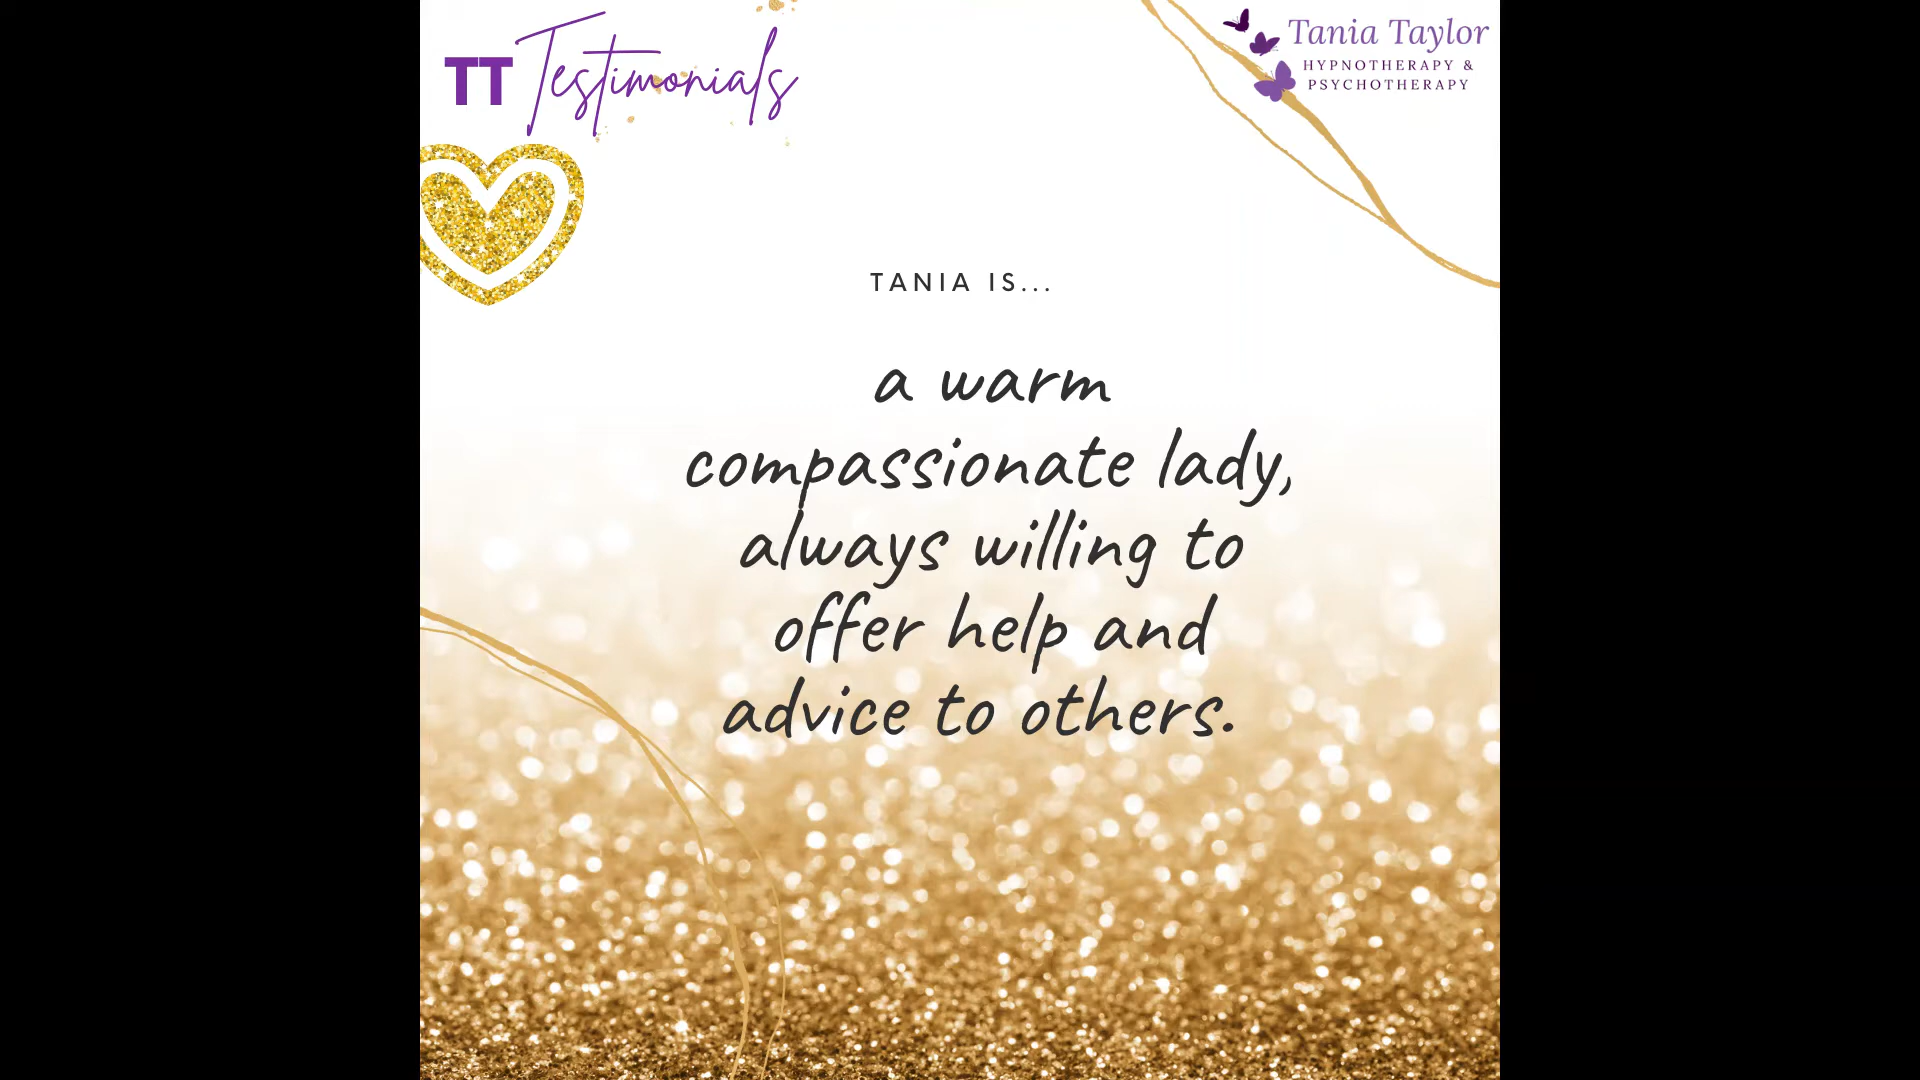 TT Testimonials
Tania Taylor
HYPNOTHERAPY &
PSYCHOTHERAPY
TANIA IS...
a warm
compassionate lady,
always willing to
offer help and
advice to others.